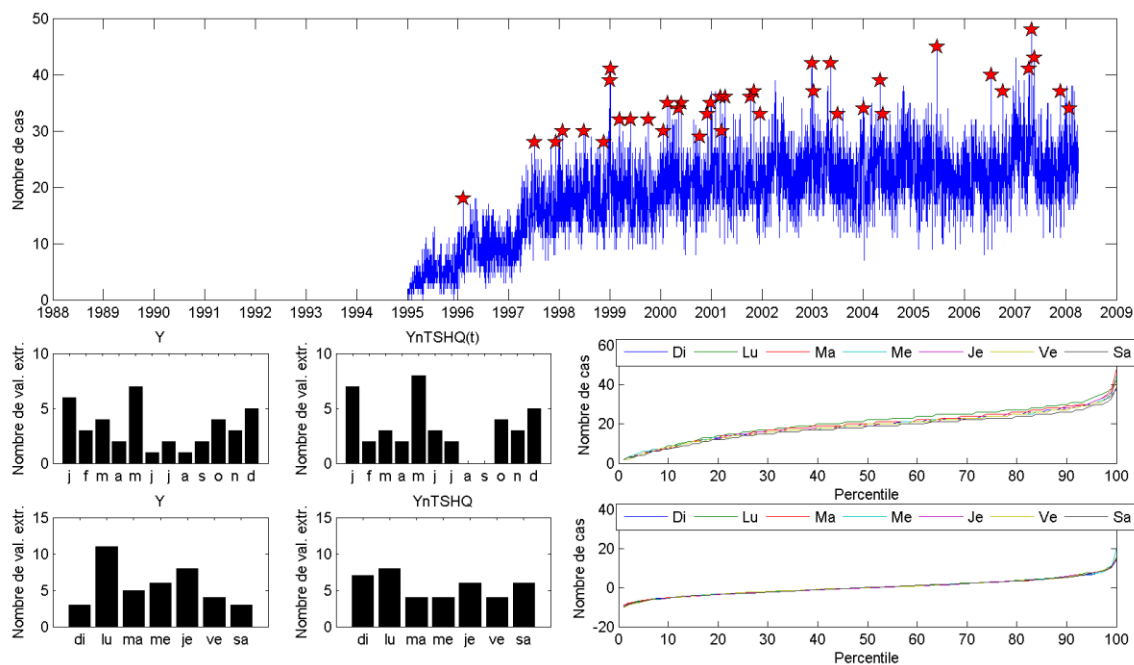 50
40
30
20
10
0
Nombre de cas
1988 1989 1990 1991 1992 1993 1994 1995 1996 1997 1998 1999 2000 2001 2002 2003 2004 2005 2006 2007 2008 2009
Y
10
5
0
Nombre de val. extr.
j f m a m j j a s o n d
YnTSHQ(t)
10
5
0
Nombre de val. extr.
j f m a m j j a s o n d
Di Lu Ma Me Je Ve Sa
60
40
20
0
Nombre de cas
0 10 20 30 40 50 60 70 80 90 100
Percentile
Y
15
10
5
0
Nombre de val. extr.
di lu ma me je ve sa
YnTSHQ
15
10
5
0
Nombre de val. extr.
di lu ma me je ve sa
Di Lu Ma Me Je Ve Sa
40
20
0
-20
Nombre de cas
0 10 20 30 40 50 60 70 80 90 100
Percentile